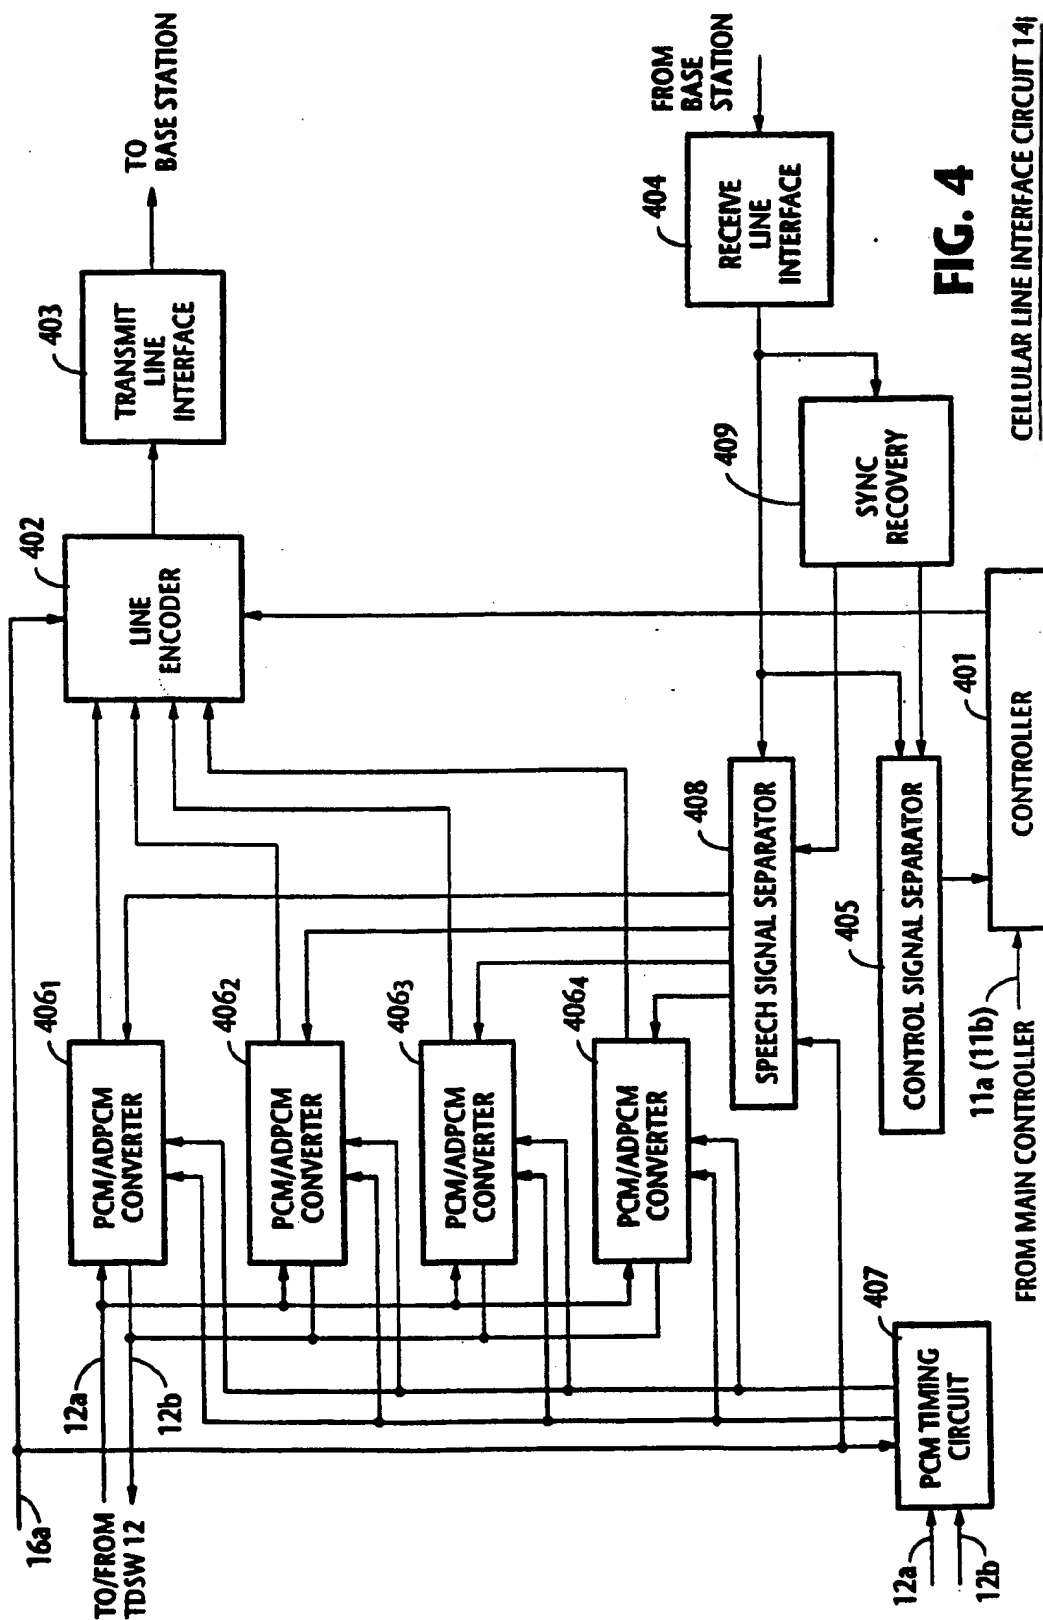 16a
TO/FROM
TDSW 12
12a
12b
406₁
PCM/ADPCM
CONVERTER
406₂
PCM/ADPCM
CONVERTER
406₃
PCM/ADPCM
CONVERTER
406₄
PCM/ADPCM
CONVERTER
402
LINE
ENCODER
403
TRANSMIT
LINE
INTERFACE
TO
BASE STATION
FROM
BASE
STATION
404
RECEIVE
LINE
INTERFACE
409
SYNC
RECOVERY
408
SPEECH SIGNAL SEPARATOR
405
CONTROL SIGNAL SEPARATOR
401
CONTROLLER
11a (11b)
FROM MAIN CONTROLLER
407
PCM TIMING
CIRCUIT
12a
12b
FIG. 4
CELLULAR LINE INTERFACE CIRCUIT 14i